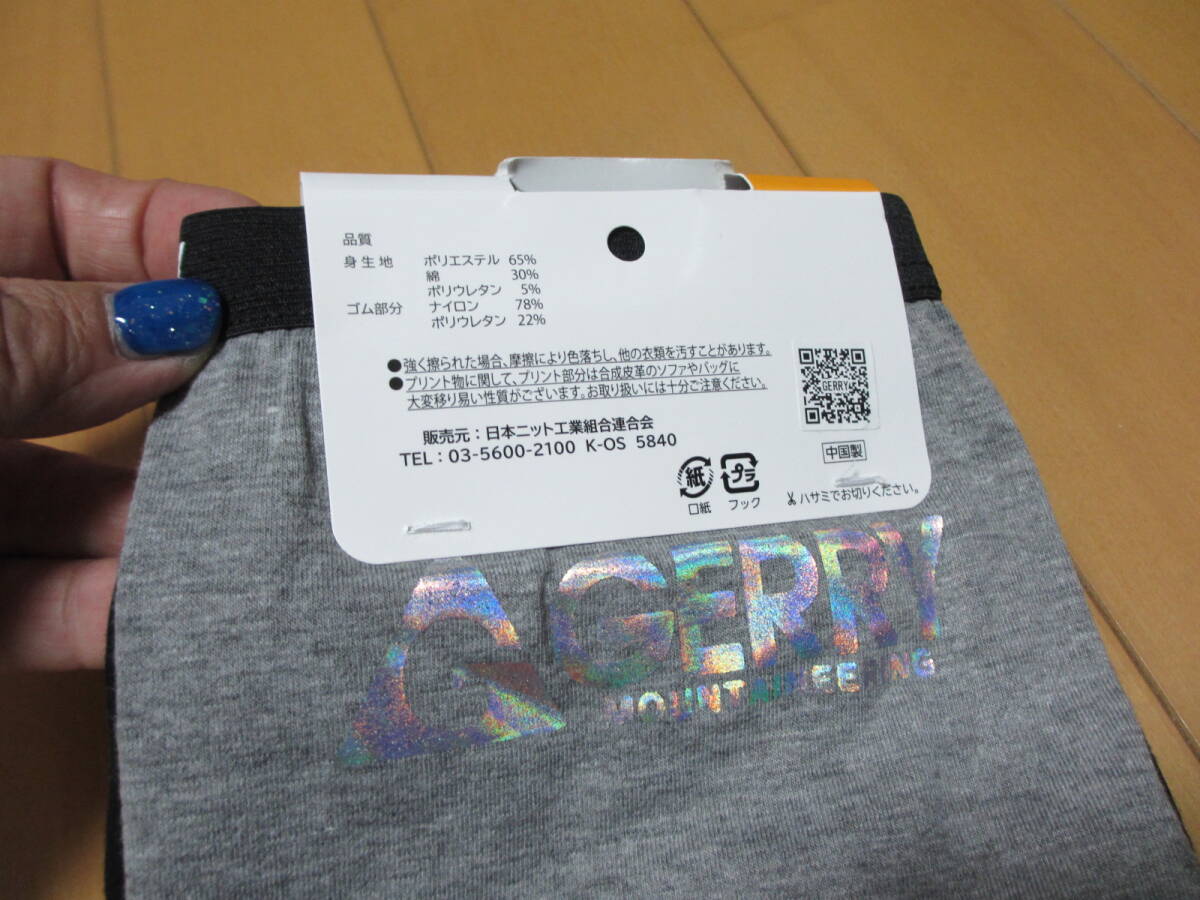 品質
身生地 ポリエステル 65%
綿 30%
ポリウレタン 5%
ゴム部分 ナイロン 78%
ポリウレタン 22%
●強く擦られた場合、摩擦により色落ちし、他の衣類を汚すことがあります。
●プリント物に関して、プリント部分は合成皮革のソファやバッグに
大変移り易い性質がございます。お取り扱いには十分ご注意ください。
販売元:日本ニット工業組合連合会
TEL:03-5600-2100 K-OS 5840
GERRY
中国製
紙 プラ
口紙 フック
ハサミでお切りください。
GERRY
MOUNTAINEERING